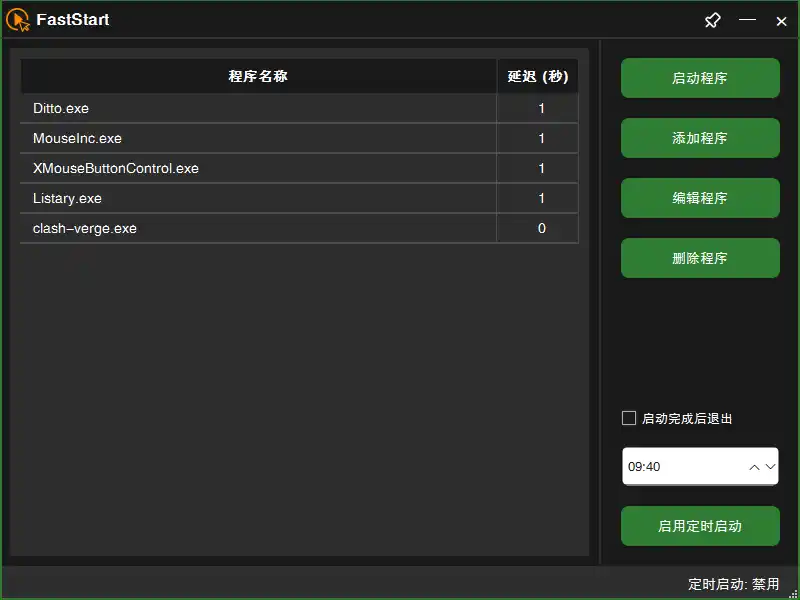 FastStart
程序名称 延迟 (秒)
Ditto.exe 1
MouseInc.exe 1
XMouseButtonControl.exe 1
Listary.exe 1
clash-verge.exe 0
启动程序
添加程序
编辑程序
删除程序
启动完成后退出
09:40
启用定时启动
定时启动: 禁用